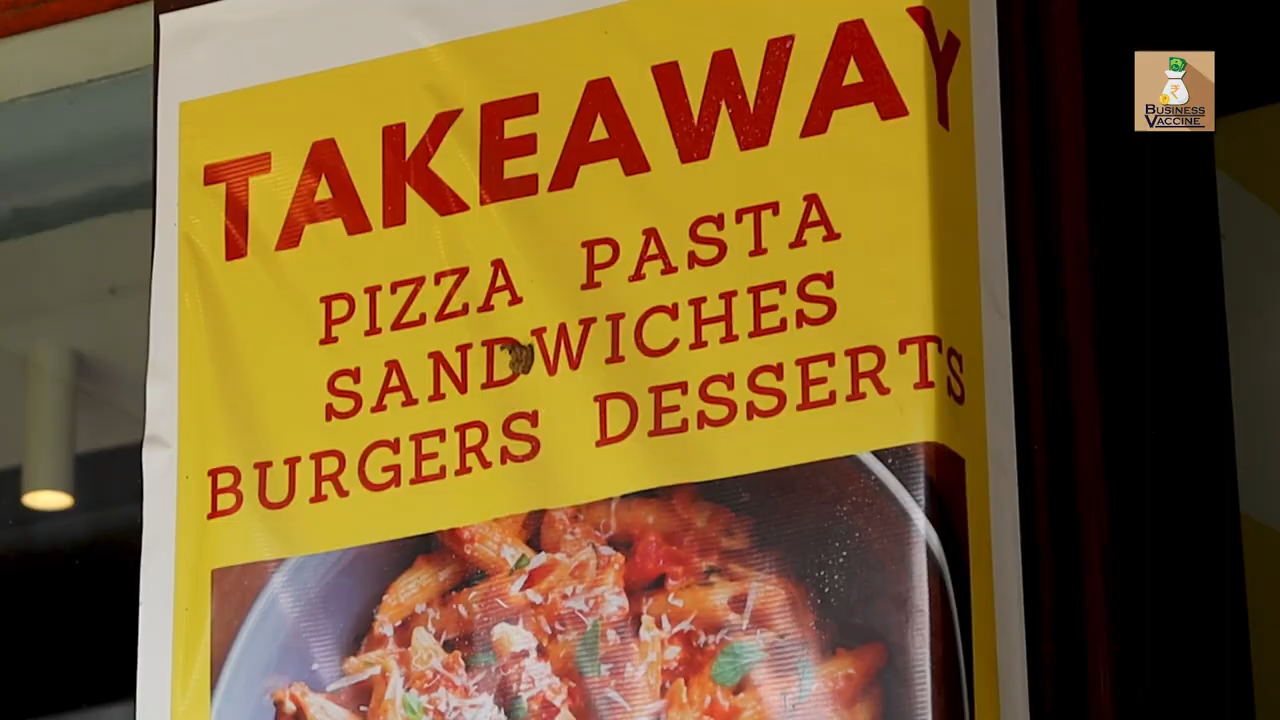 TAKEAWAY
PIZZA PASTA
SANDWICHES
BURGERS DESSERTS
BUSINESS
VACCINE